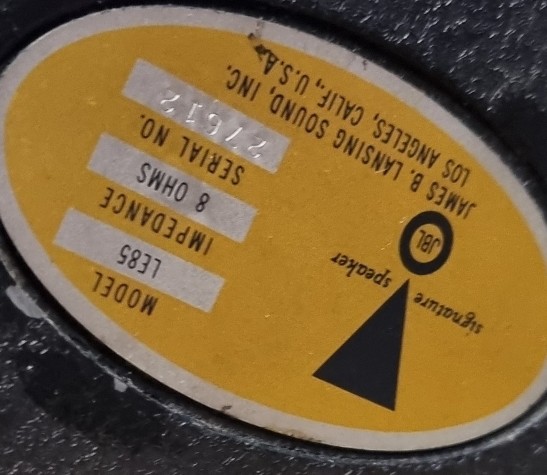 JBL
signature speaker
JAMES B. LANSING SOUND, INC.
LOS ANGELES, CALIF., U.S.A.
MODEL
LE85
IMPEDANCE
8 OHMS
SERIAL NO.
27612